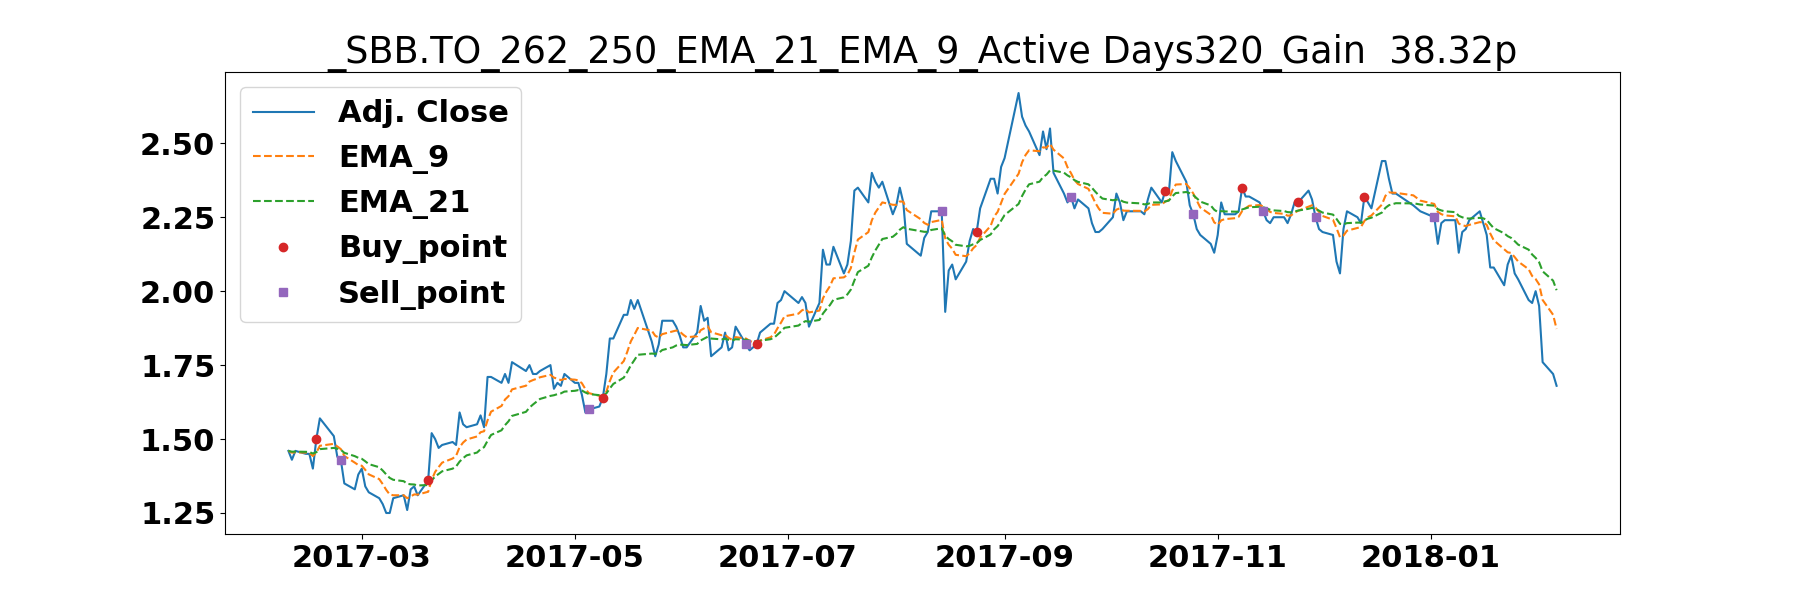 _SBB.TO_262_250_EMA_21_EMA_9_Active Days320_Gain  38.32p
Adj. Close
EMA_9
EMA_21
Buy_point
Sell_point
2.50
2.25
2.00
1.75
1.50
1.25
2017-03 2017-05 2017-07 2017-09 2017-11 2018-01